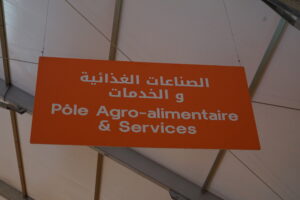 الصناعات الغذائية
و الخدمات
Pôle Agro-alimentaire
& Services